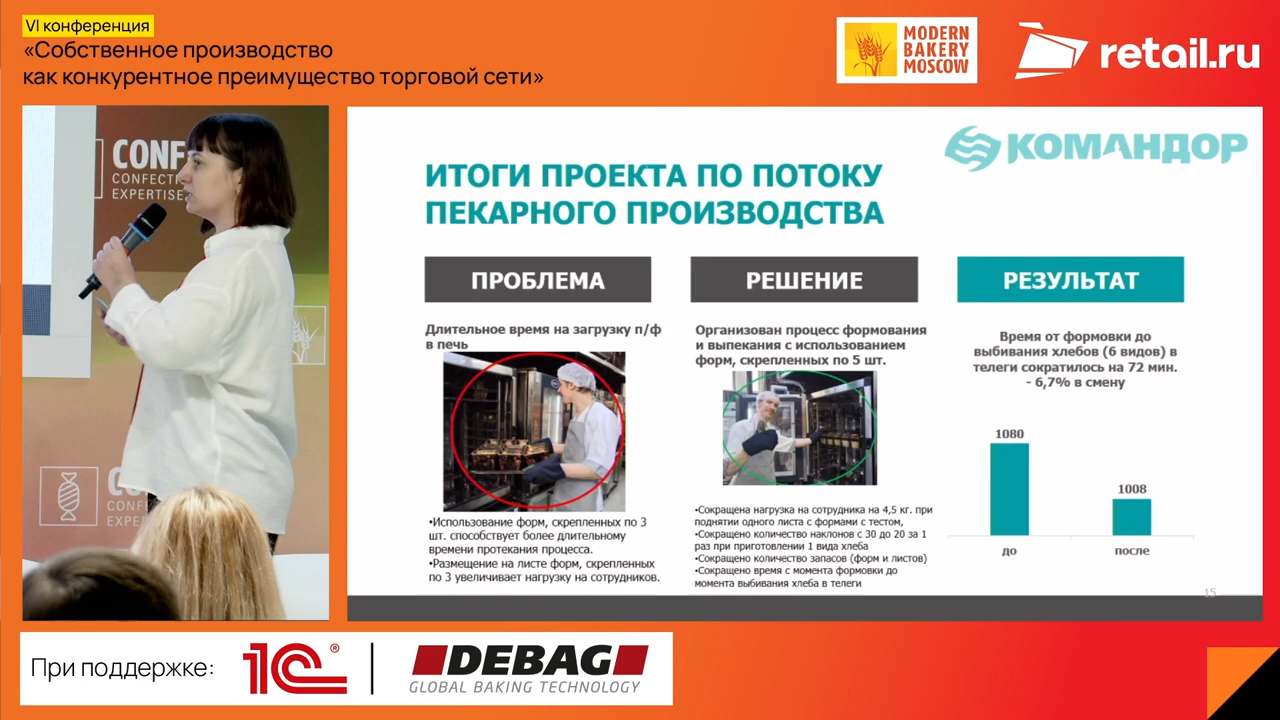 VI конференция
«Собственное производство
как конкурентное преимущество торговой сети»
MODERN
BAKERY
MOSCOW
retail.ru
CONF
CONFECT
EXPERTISE
CONF
EXPER
КОМАНДОР
ИТОГИ ПРОЕКТА ПО ПОТОКУ
ПЕКАРНОГО ПРОИЗВОДСТВА
ПРОБЛЕМА
Длительное время на загрузку п/ф
в печь
•Использование форм, скрепленных по 3
шт. способствует более длительному
времени протекания процесса.
•Размещение на листе форм, скрепленных
по 3 увеличивает нагрузку на сотрудников.
РЕШЕНИЕ
Организован процесс формования
и выпекания с использованием
форм, скрепленных по 5 шт.
•Сокращена нагрузка на сотрудника на 4,5 кг. при
поднятии одного листа с формами с тестом,
•Сокращено количество наклонов с 30 до 20 за 1
раз при приготовлении 1 вида хлеба
•Сокращено количество запасов (форм и листов)
•Сокращено время с момента формовки до
момента выбивания хлеба в телеги
РЕЗУЛЬТАТ
Время от формовки до
выбивания хлебов (6 видов) в
телеги сократилось на 72 мин.
- 6,7% в смену
1080
1008
до
после
15
При поддержке:
1С®
DEBAG
GLOBAL BAKING TECHNOLOGY